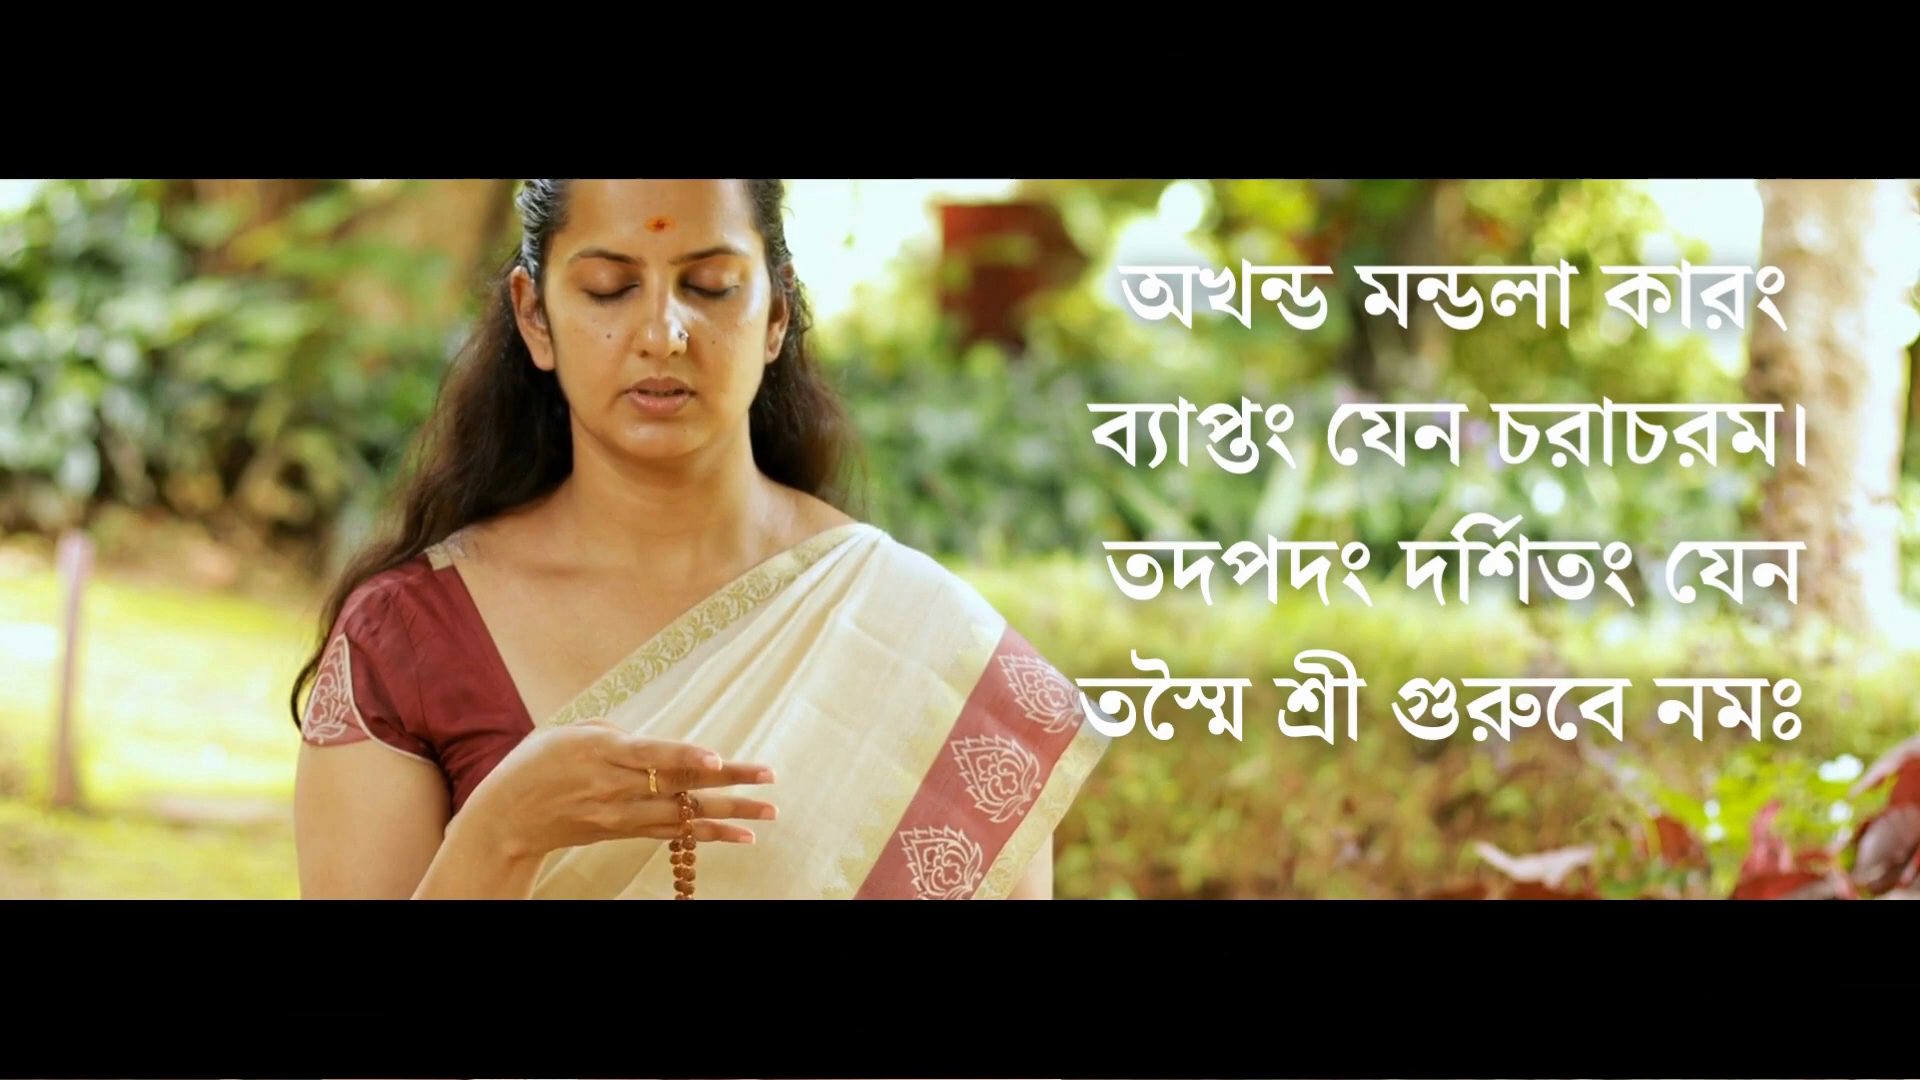 অখন্ড মন্ডলা কারং
ব্যাপ্তং যেন চরাচরম।
তদপদং দর্শিতং যেন
তস্মৈ শ্রী গুরুবে নমঃ